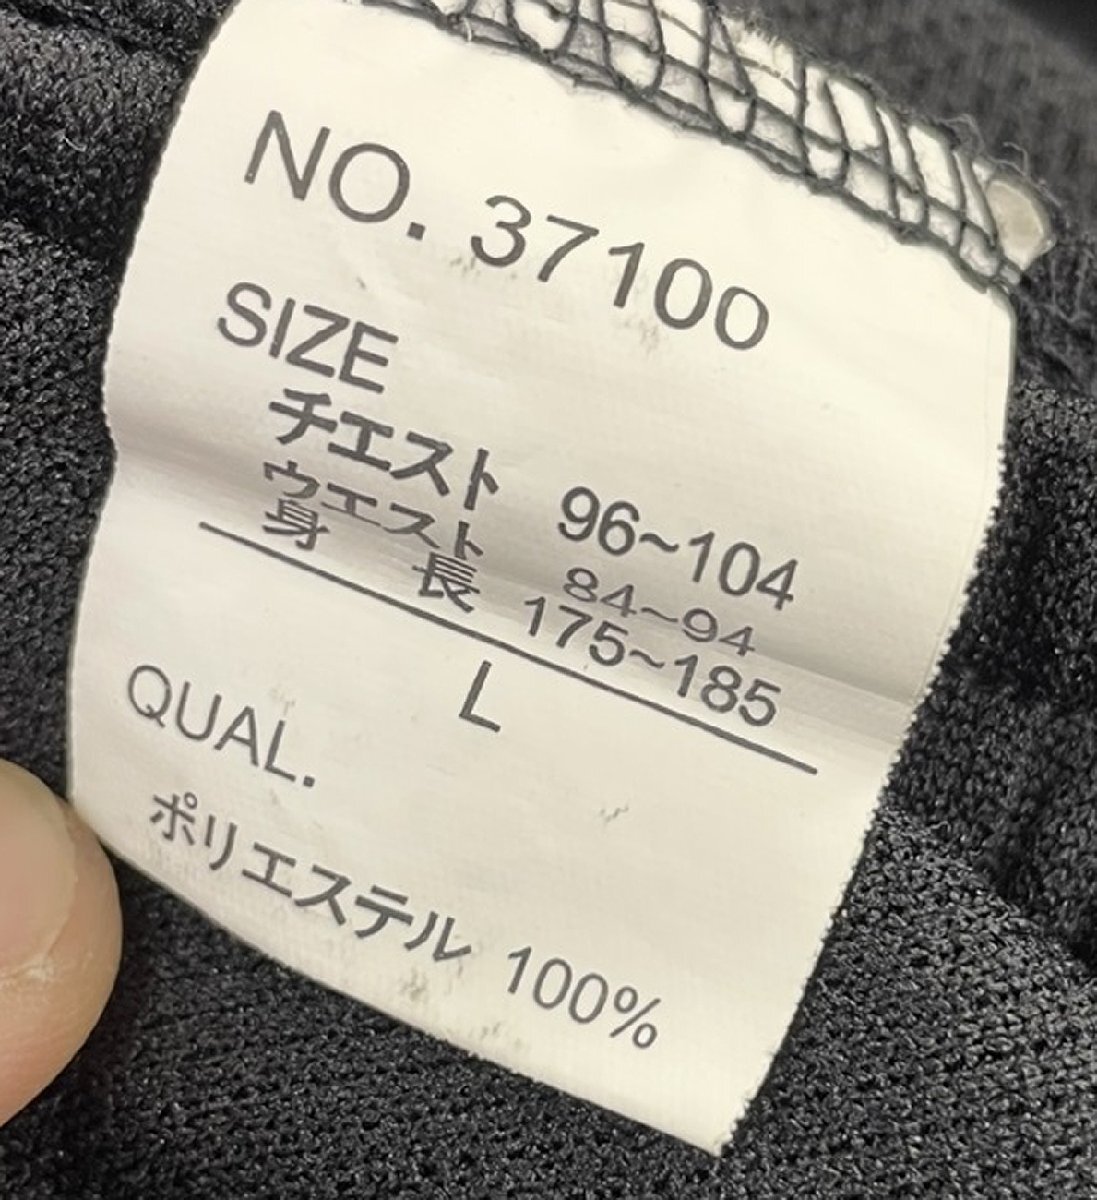 NO. 37100
SIZE
チエスト 96~104
ウエスト 84~94
身 長 175~185
L
QUAL.
ポリエステル 100%